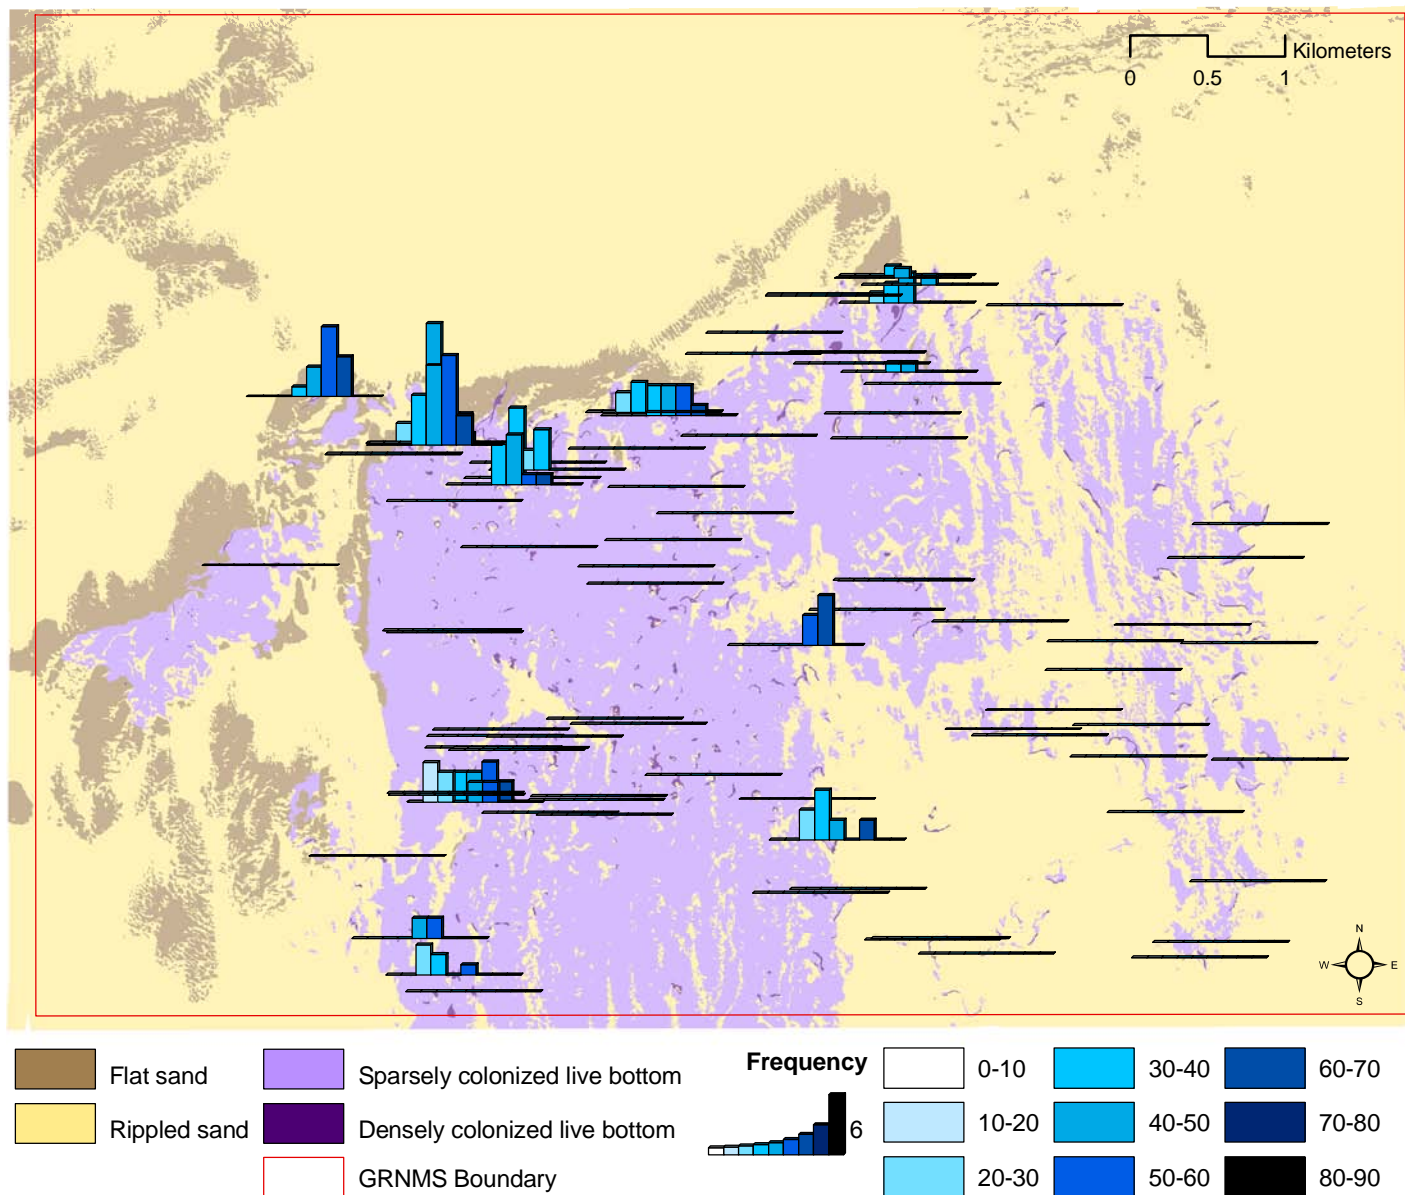 Kilometers
0 0.5 1
N
W E
S
Frequency
6
Flat sand
Rippled sand
Sparsely colonized live bottom
Densely colonized live bottom
GRNMS Boundary
0-10
10-20
20-30
30-40
40-50
50-60
60-70
70-80
80-90